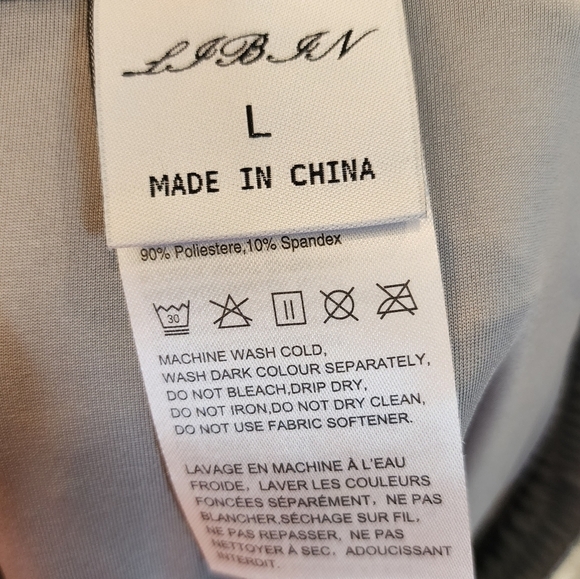 LIBIN
L
MADE IN CHINA
90% Poliestere,10% Spandex
30
MACHINE WASH COLD,
WASH DARK COLOUR SEPARATELY,
DO NOT BLEACH,DRIP DRY,
DO NOT IRON,DO NOT DRY CLEAN,
DO NOT USE FABRIC SOFTENER.
LAVAGE EN MACHINE À L'EAU
FROIDE, LAVER LES COULEURS
FONCÉES SÉPARÉMENT, NE PAS
BLANCHER,SÉCHAGE SUR FIL,
NE PAS REPASSER, NE PAS
NETTOYER À SEC, ADOUCISSANT
INTERDIT.